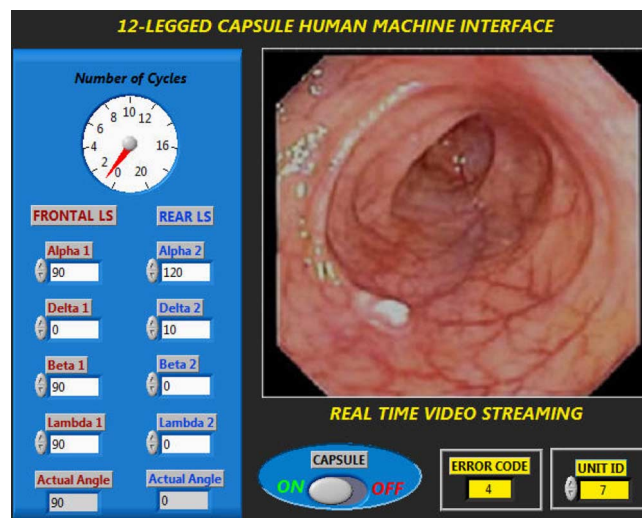 12-LEGGED CAPSULE HUMAN MACHINE INTERFACE
Number of Cycles
0 2 4 6 8 10 12 16 20
FRONTAL LS REAR LS
Alpha 1 Alpha 2
90 120
Delta 1 Delta 2
0 10
Beta 1 Beta 2
90 0
Lambda 1 Lambda 2
90 0
Actual Angle Actual Angle
90 0
REAL TIME VIDEO STREAMING
CAPSULE
ON OFF
ERROR CODE
4
UNIT ID
7